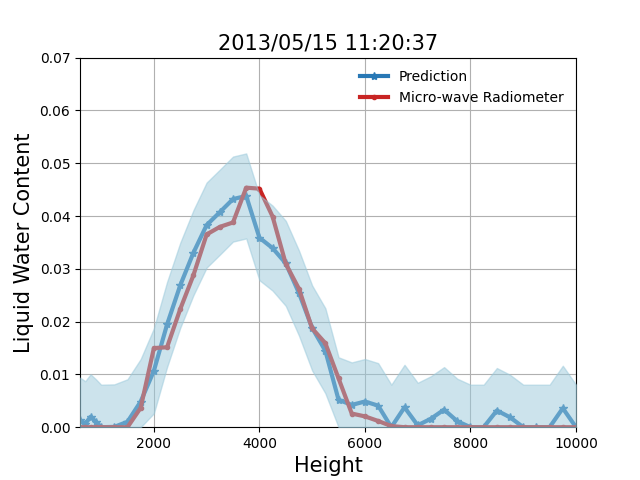 2013/05/15 11:20:37
Prediction
Micro-wave Radiometer
Liquid Water Content
0.07
0.06
0.05
0.04
0.03
0.02
0.01
0.00
2000 4000 6000 8000 10000
Height